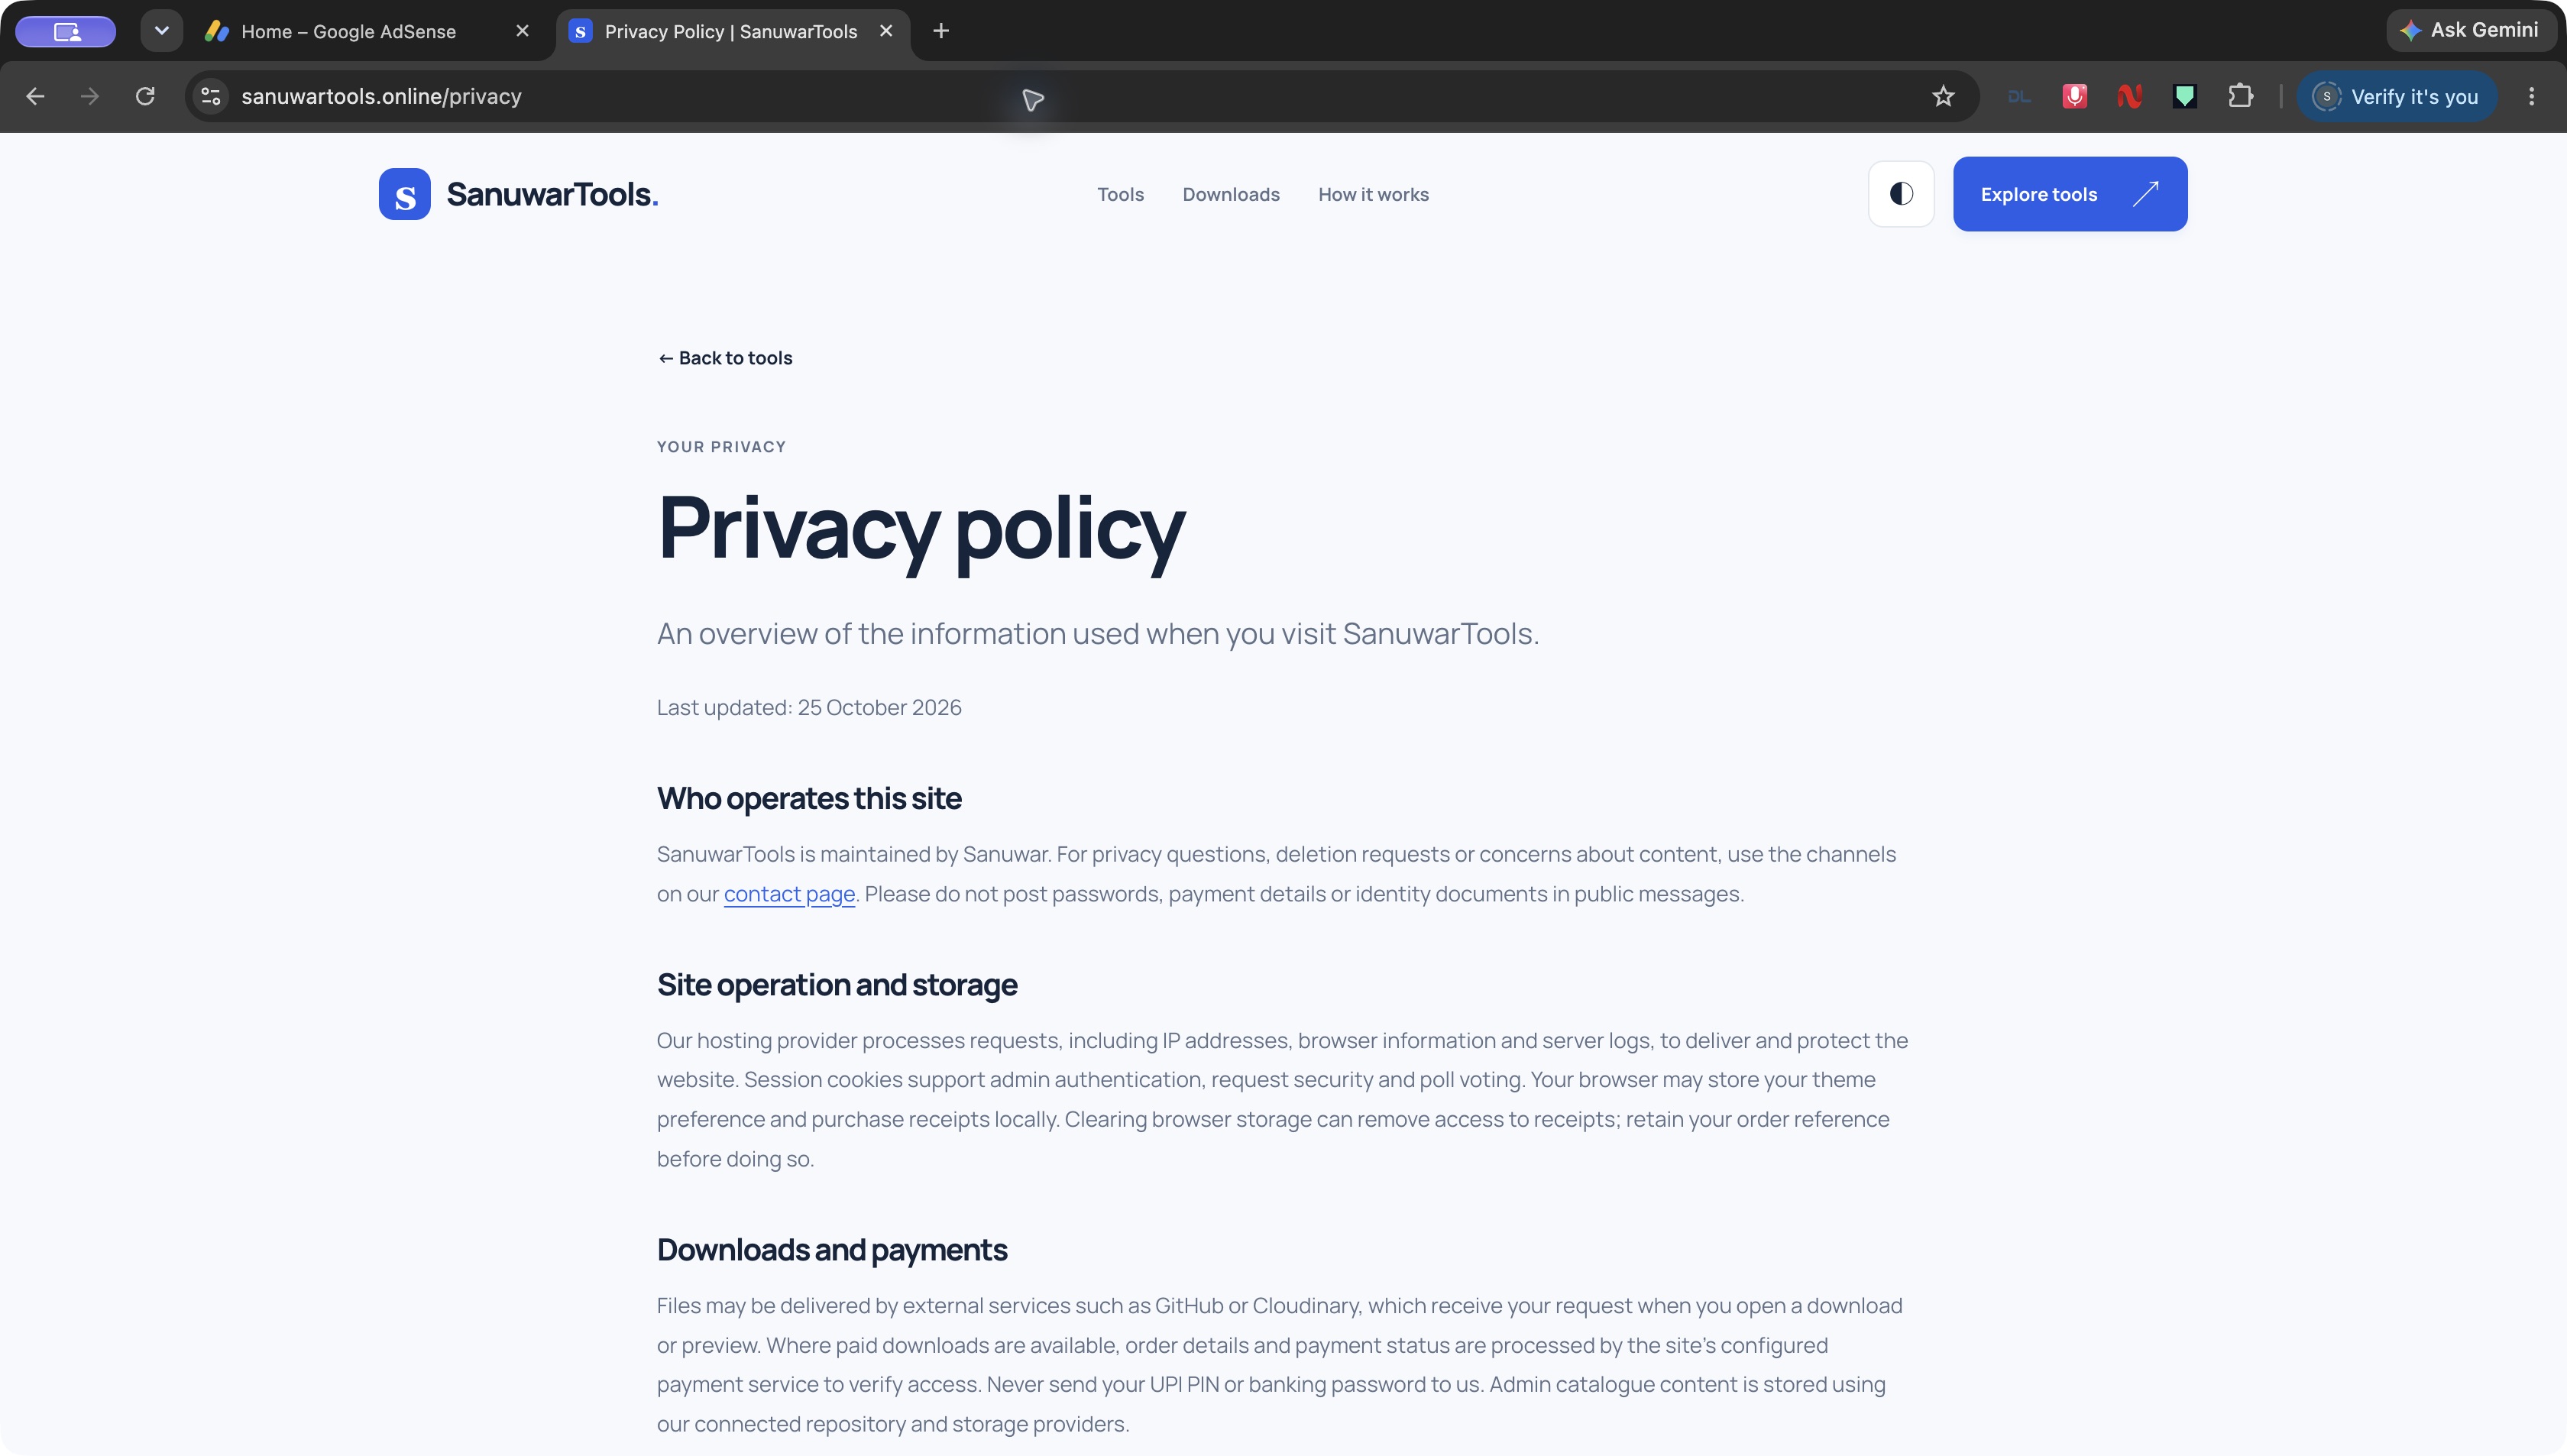 Home – Google AdSense
Privacy Policy | SanuwarTools
Ask Gemini
sanuwartools.online/privacy
DL
S
Verify it's you
s
SanuwarTools.
Tools
Downloads
How it works
Explore tools
← Back to tools
YOUR PRIVACY
Privacy policy
An overview of the information used when you visit SanuwarTools.
Last updated: 25 October 2026
Who operates this site
SanuwarTools is maintained by Sanuwar. For privacy questions, deletion requests or concerns about content, use the channels
on our contact page. Please do not post passwords, payment details or identity documents in public messages.
Site operation and storage
Our hosting provider processes requests, including IP addresses, browser information and server logs, to deliver and protect the
website. Session cookies support admin authentication, request security and poll voting. Your browser may store your theme
preference and purchase receipts locally. Clearing browser storage can remove access to receipts; retain your order reference
before doing so.
Downloads and payments
Files may be delivered by external services such as GitHub or Cloudinary, which receive your request when you open a download
or preview. Where paid downloads are available, order details and payment status are processed by the site’s configured
payment service to verify access. Never send your UPI PIN or banking password to us. Admin catalogue content is stored using
our connected repository and storage providers.